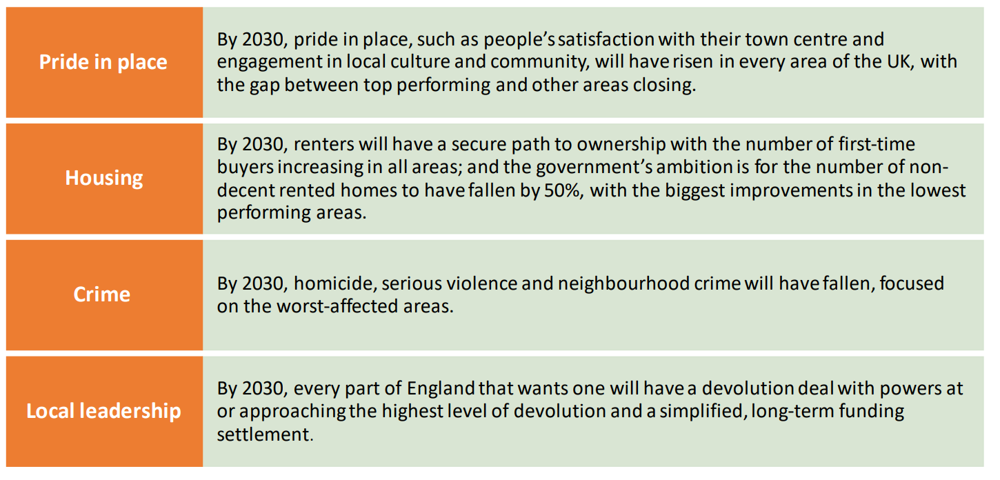 Pride in place
By 2030, pride in place, such as people's satisfaction with their town centre and
engagement in local culture and community, will have risen in every area of the UK, with
the gap between top performing and other areas closing.
Housing
By 2030, renters will have a secure path to ownership with the number of first-time
buyers increasing in all areas; and the government's ambition is for the number of non-
decent rented homes to have fallen by 50%, with the biggest improvements in the lowest
performing areas.
Crime
By 2030, homicide, serious violence and neighbourhood crime will have fallen, focused
on the worst-affected areas.
Local leadership
By 2030, every part of England that wants one will have a devolution deal with powers at
or approaching the highest level of devolution and a simplified, long-term funding
settlement.